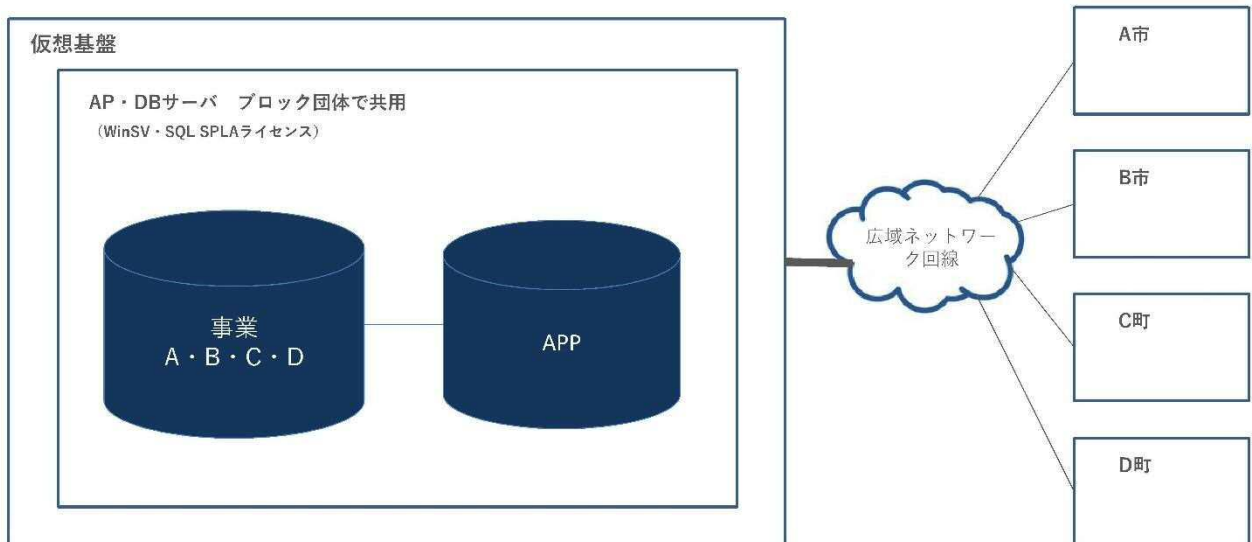 仮想基盤
AP・DBサーバ　ブロック団体で共用
（WinSV・SQL SPLAライセンス）
事業
A・B・C・D
APP
広域ネットワー
ク回線
A市
B市
C町
D町